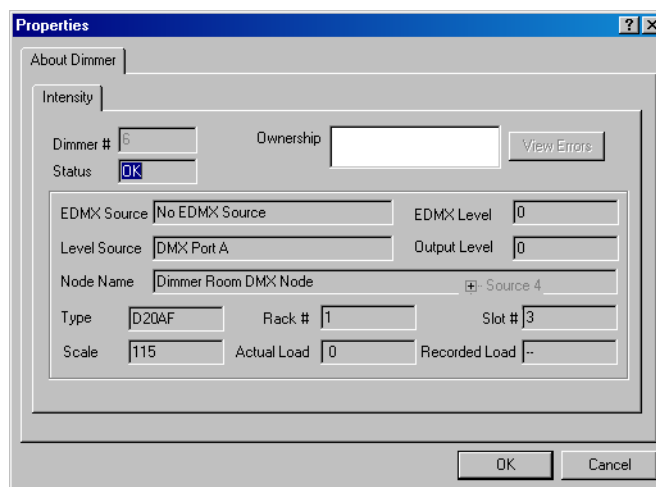 Properties
About Dimmer
Intensity
Dimmer # 6
Ownership
View Errors
Status OK
EDMX Source No EDMX Source
EDMX Level 0
Level Source DMX Port A
Output Level 0
Node Name Dimmer Room DMX Node
Source 4
Type D20AF
Rack # 1
Slot # 3
Scale 115
Actual Load 0
Recorded Load --
OK
Cancel